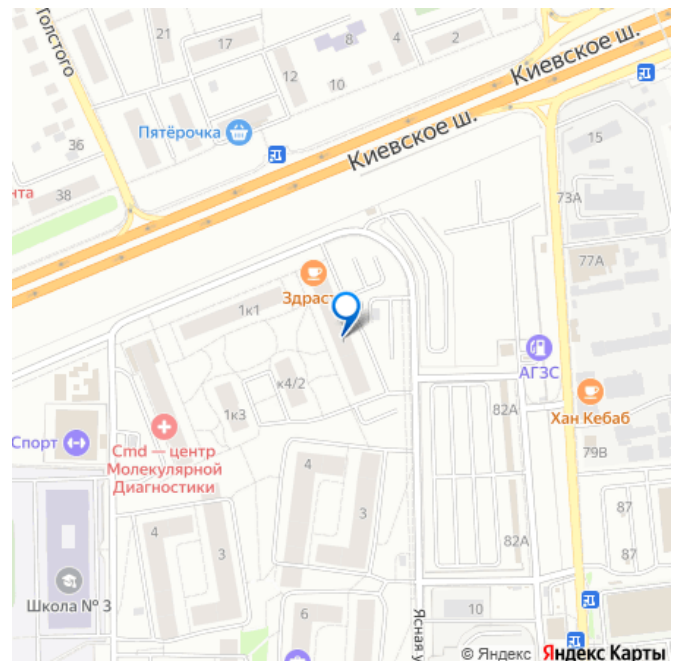 Толстого
21
17
8
4
2
12
10
Киевское ш.
Пятёрочка
Киевское ш.
36
38
нта
15
73А
77А
Здраст
1к1
к4/2
1к3
АГЗС
82А
Хан Кебаб
79В
Спорт
Cmd — центр
Молекулярной
Диагностики
4
3
4
3
87
87
82А
Школа № 3
6
10
Ясная у
© Яндекс
Яндекс Карты